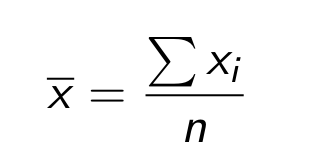 x̅ = ∑ xᵢ / n